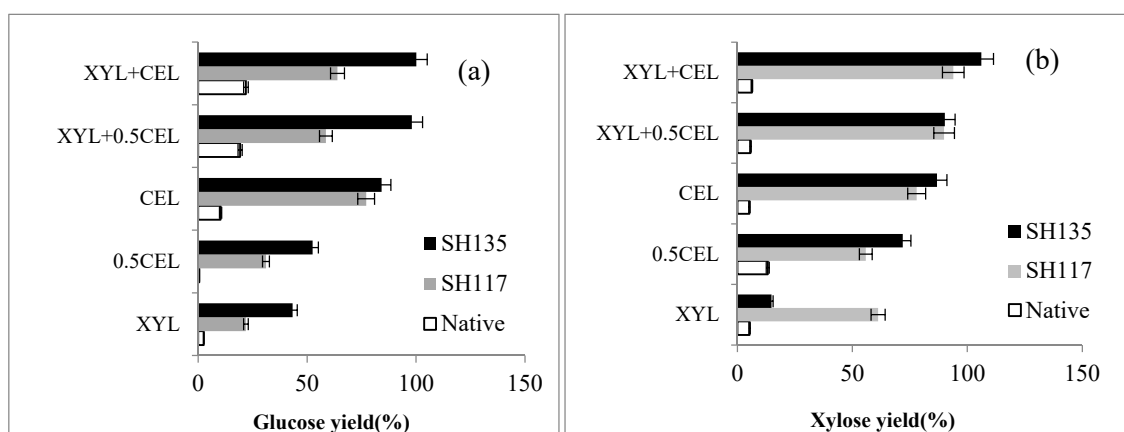 (a)
XYL+CEL
XYL+0.5CEL
CEL
0.5CEL
XYL
SH135
SH117
Native
0 50 100 150
Glucose yield(%)
(b)
XYL+CEL
XYL+0.5CEL
CEL
0.5CEL
XYL
SH135
SH117
Native
0 50 100 150
Xylose yield(%)